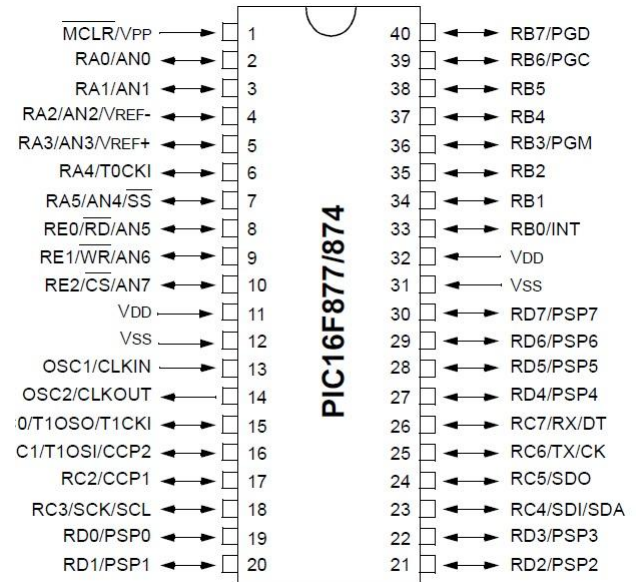 MCLR/VPP 1 40 RB7/PGD
RA0/AN0 2 39 RB6/PGC
RA1/AN1 3 38 RB5
RA2/AN2/VREF- 4 37 RB4
RA3/AN3/VREF+ 5 36 RB3/PGM
RA4/T0CKI 6 35 RB2
RA5/AN4/SS 7 34 RB1
RE0/RD/AN5 8 33 RB0/INT
RE1/WR/AN6 9 32 VDD
RE2/CS/AN7 10 31 VSS
VDD 11 30 RD7/PSP7
VSS 12 29 RD6/PSP6
OSC1/CLKIN 13 28 RD5/PSP5
OSC2/CLKOUT 14 27 RD4/PSP4
0/T1OSO/T1CKI 15 26 RC7/RX/DT
C1/T1OSI/CCP2 16 25 RC6/TX/CK
RC2/CCP1 17 24 RC5/SDO
RC3/SCK/SCL 18 23 RC4/SDI/SDA
RD0/PSP0 19 22 RD3/PSP3
RD1/PSP1 20 21 RD2/PSP2
PIC16F877/874